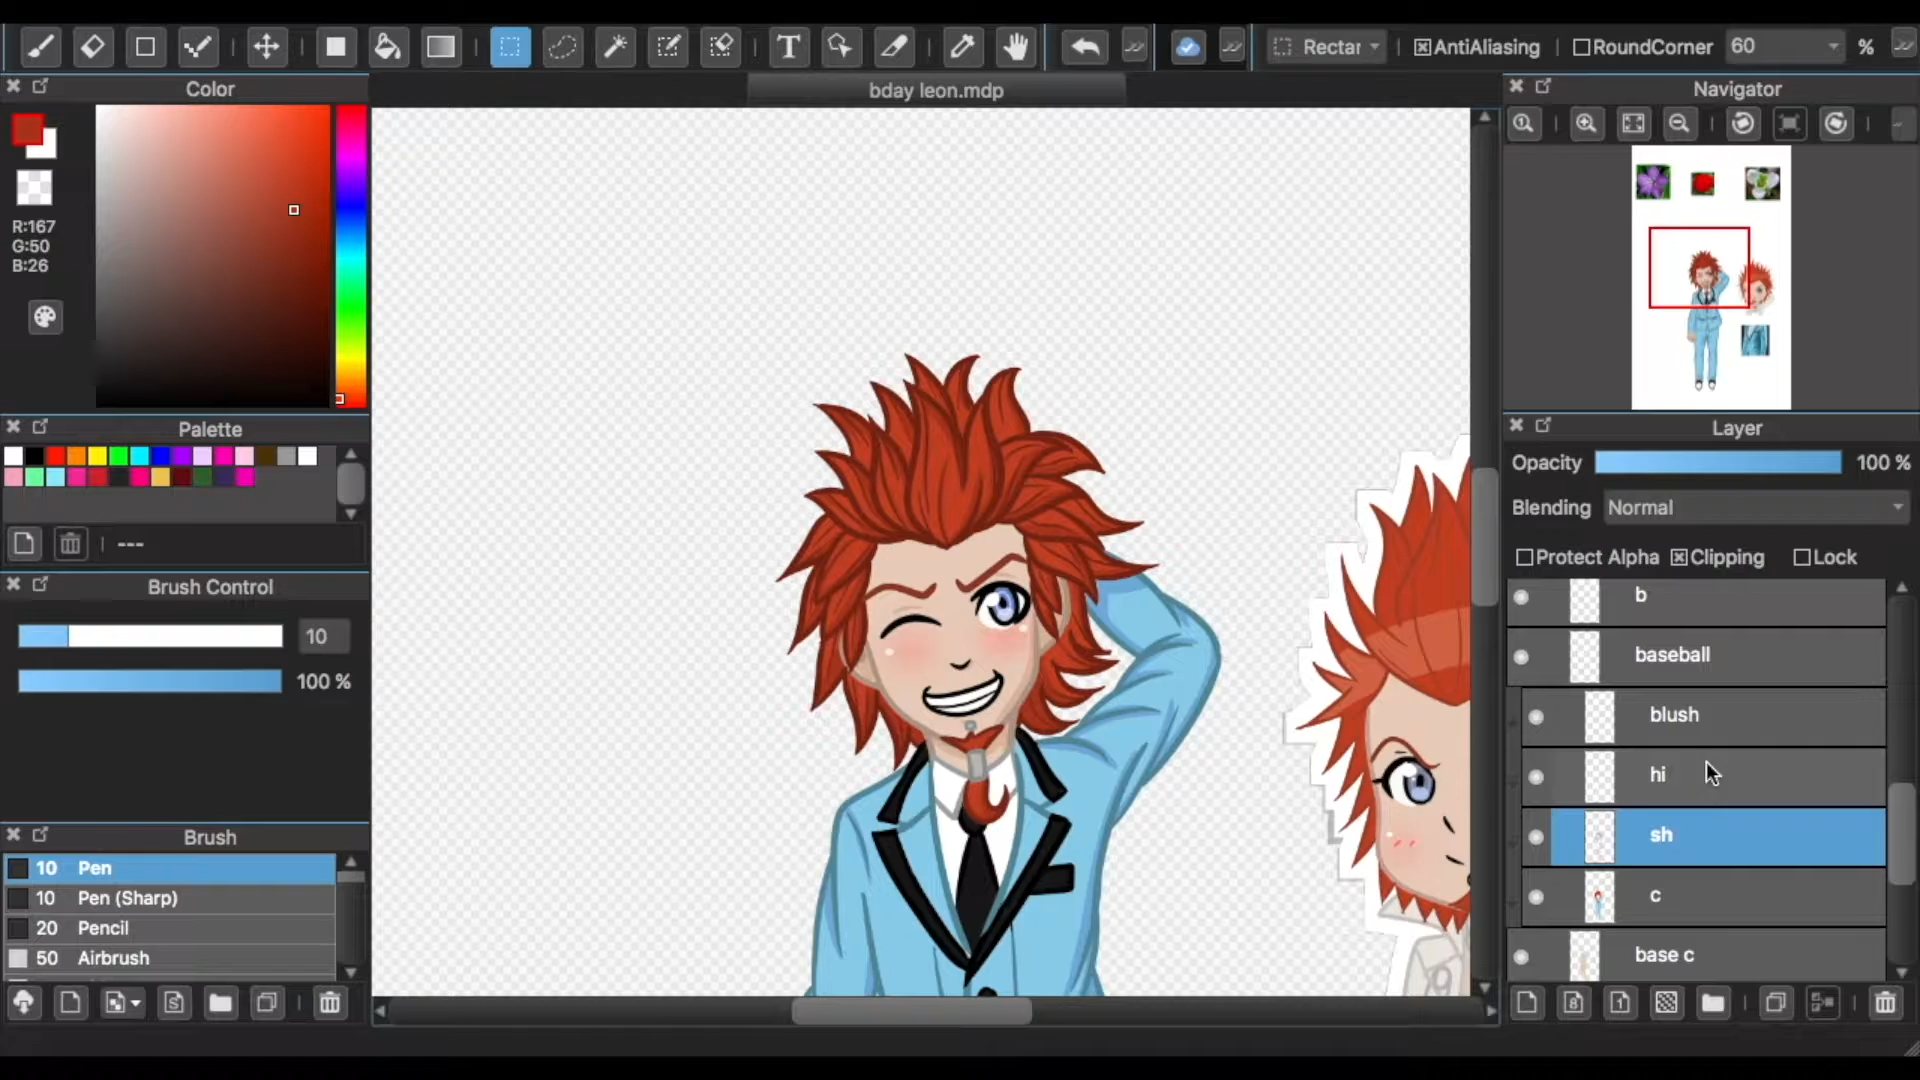 T
Rectar
AntiAliasing
RoundCorner
60
%
Color
bday leon.mdp
Navigator
R:167
G:50
B:26
Palette
Layer
Opacity
100 %
Blending
Normal
---
Protect Alpha
Clipping
Lock
Brush Control
10
100 %
b
baseball
blush
hi
sh
c
base c
Brush
10 Pen
10 Pen (Sharp)
20 Pencil
50 Airbrush
S
8
1